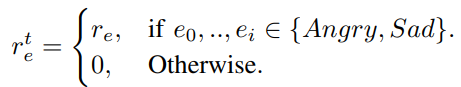 r_e^t = { r_e, if e_0, .., e_i ∈ {Angry, Sad}.
0, Otherwise.